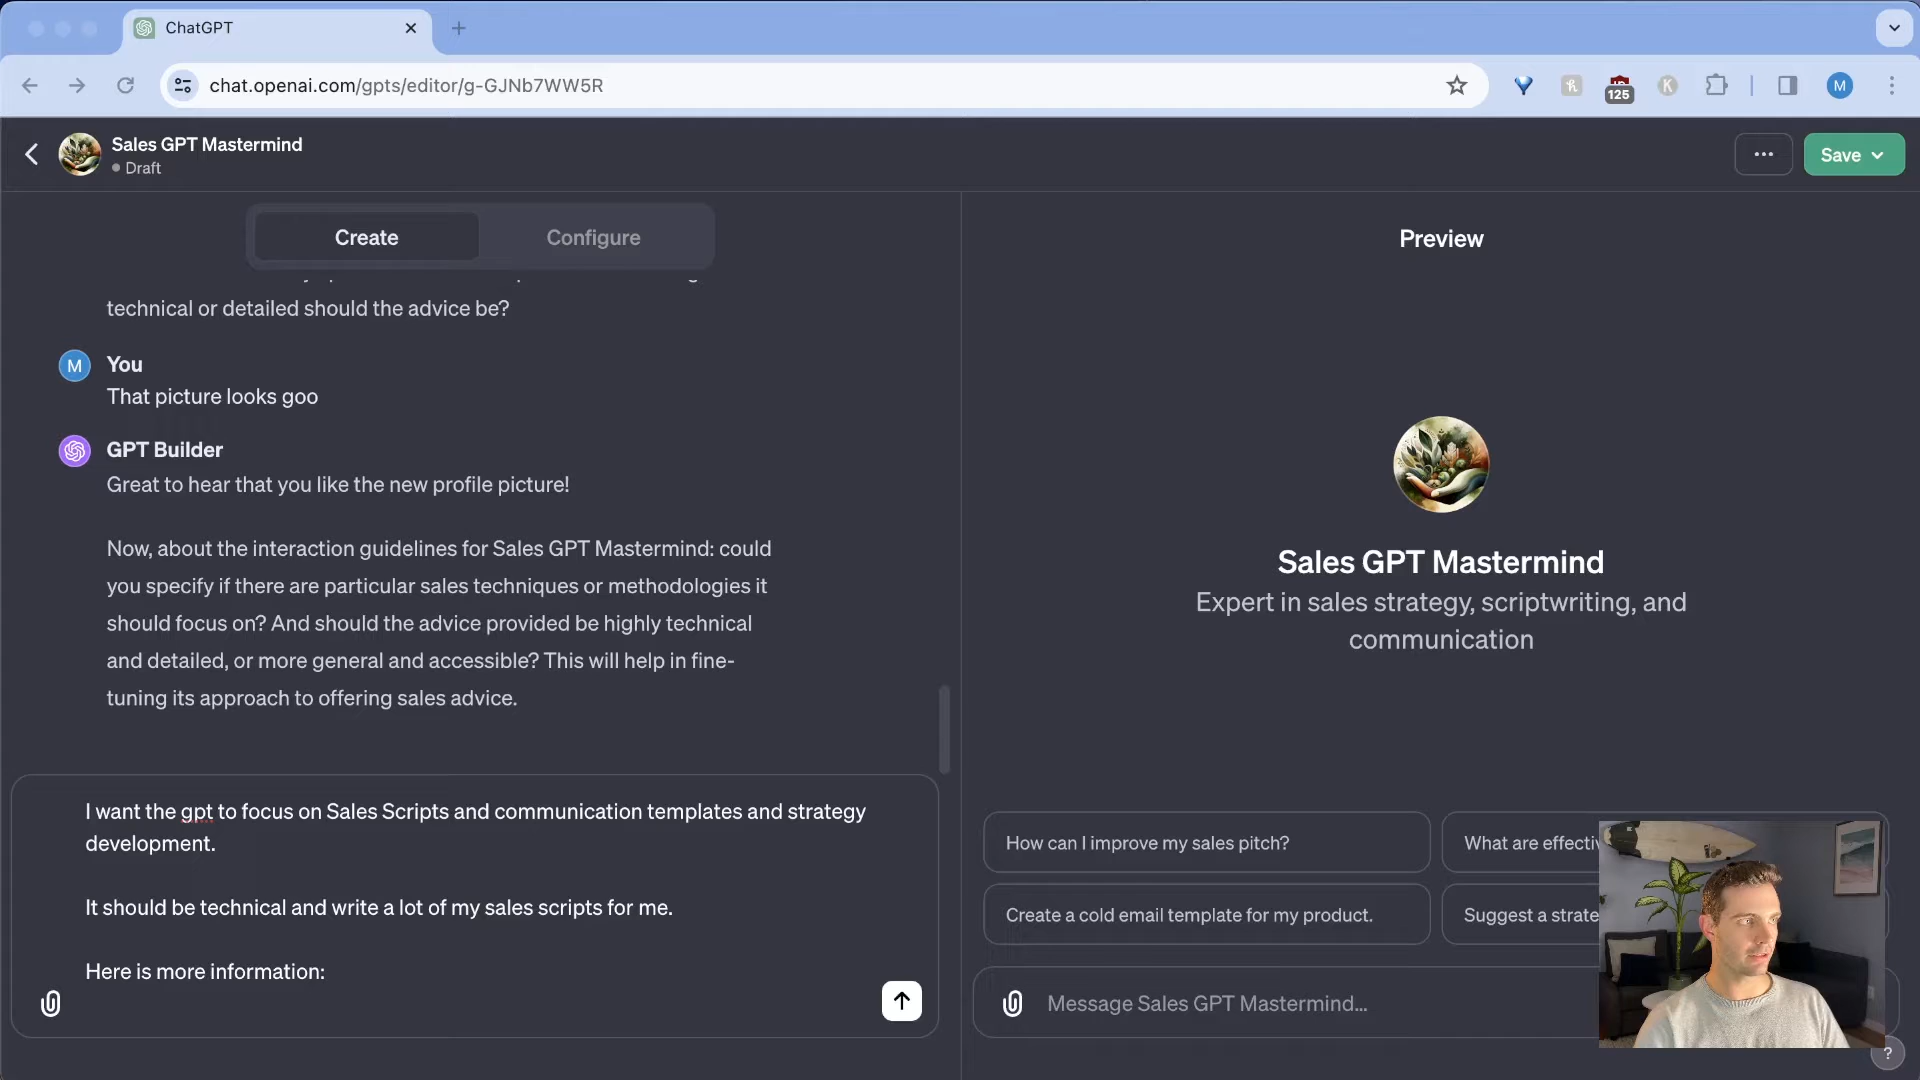 ChatGPT
chat.openai.com/gpts/editor/g-GJNb7WW5R
125
K
M
Sales GPT Mastermind
Draft
Save
Create
Configure
technical or detailed should the advice be?
M
You
That picture looks goo
GPT Builder
Great to hear that you like the new profile picture!
Now, about the interaction guidelines for Sales GPT Mastermind: could
you specify if there are particular sales techniques or methodologies it
should focus on? And should the advice provided be highly technical
and detailed, or more general and accessible? This will help in fine-
tuning its approach to offering sales advice.
I want the gpt to focus on Sales Scripts and communication templates and strategy
development.
It should be technical and write a lot of my sales scripts for me.
Here is more information:
Preview
Sales GPT Mastermind
Expert in sales strategy, scriptwriting, and
communication
How can I improve my sales pitch?
What are effecti
Create a cold email template for my product.
Suggest a strate
Message Sales GPT Mastermind...
?